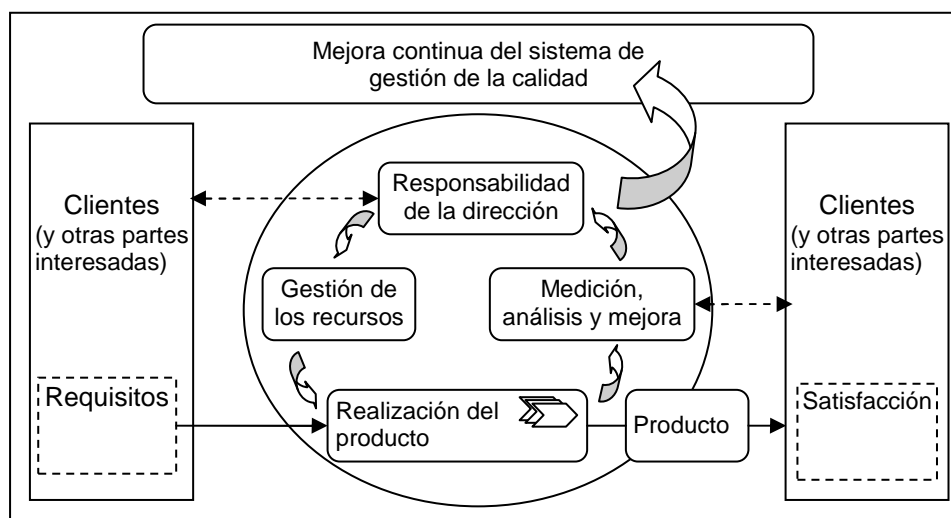 Mejora continua del sistema de
gestión de la calidad
Clientes
(y otras partes
interesadas)
Requisitos
Responsabilidad
de la dirección
Gestión de
los recursos
Medición,
análisis y mejora
Realización del
producto
Producto
Clientes
(y otras partes
interesadas)
Satisfacción